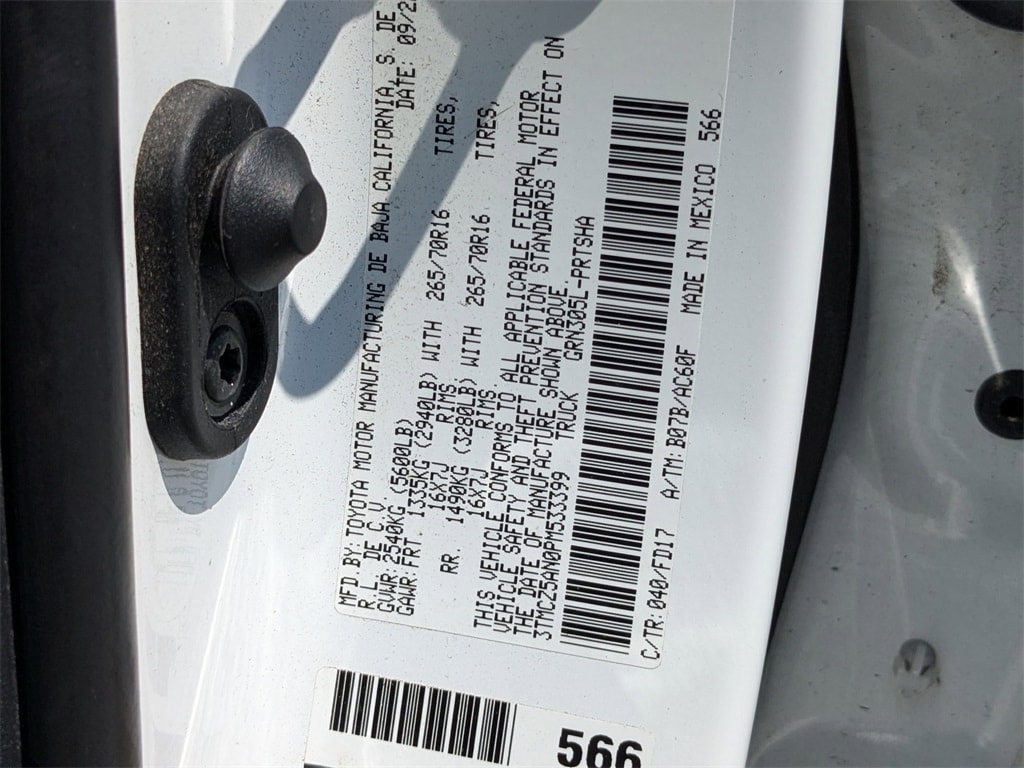 MFD.BY:TOYOTA MOTOR MANUFACTURING DE BAJA CALIFORNIA, S. DE
R.L. DE C.V. DATE: 09/2
GVWR:2540KG (5600LB)
GAWR:FRT. 1335KG (2940LB) WITH 265/70R16 TIRES,
16X7J RIMS,
RR. 1490KG (3280LB) WITH 265/70R16 TIRES,
16X7J RIMS.
THIS VEHICLE CONFORMS TO ALL APPLICABLE FEDERAL MOTOR
VEHICLE SAFETY AND THEFT PREVENTION STANDARDS IN EFFECT ON
THE DATE OF MANUFACTURE SHOWN ABOVE.
3TMCZ5AN0PM533399 TRUCK GRN305L-PRTSHA
C/TR: 040/FD17 A/TM: B07B/AC60F MADE IN MEXICO 566
566